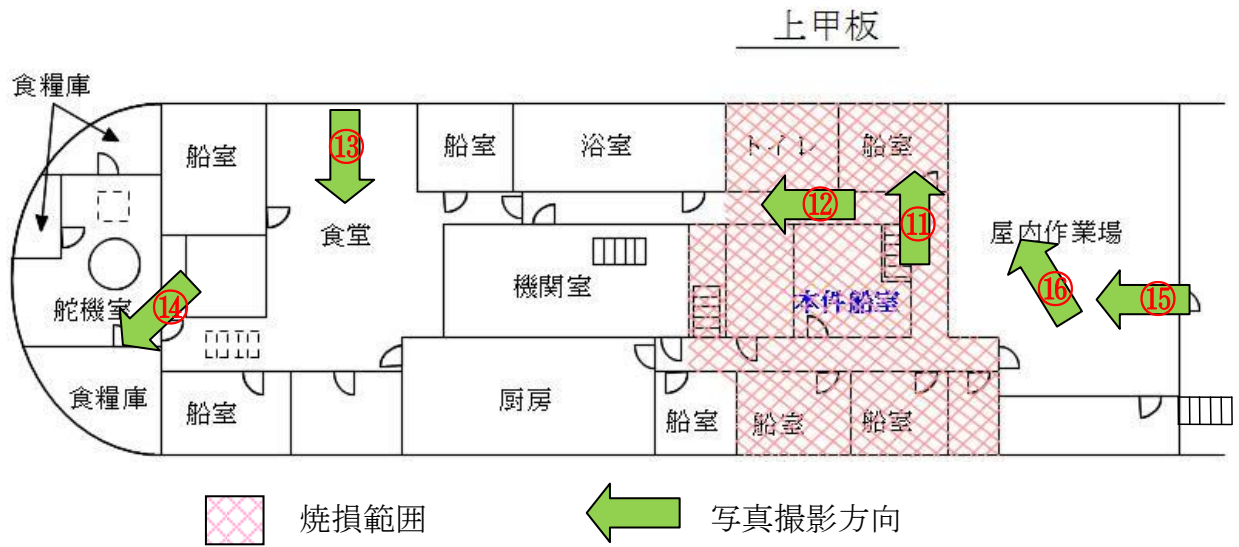 上甲板
食糧庫
船室
⑬
船室
浴室
トイレ
船室
⑫
⑪
食堂
屋内作業場
機関室
本件船室
⑯
⑮
舵機室
⑭
食糧庫
船室
厨房
船室
船室
船室
焼損範囲
写真撮影方向